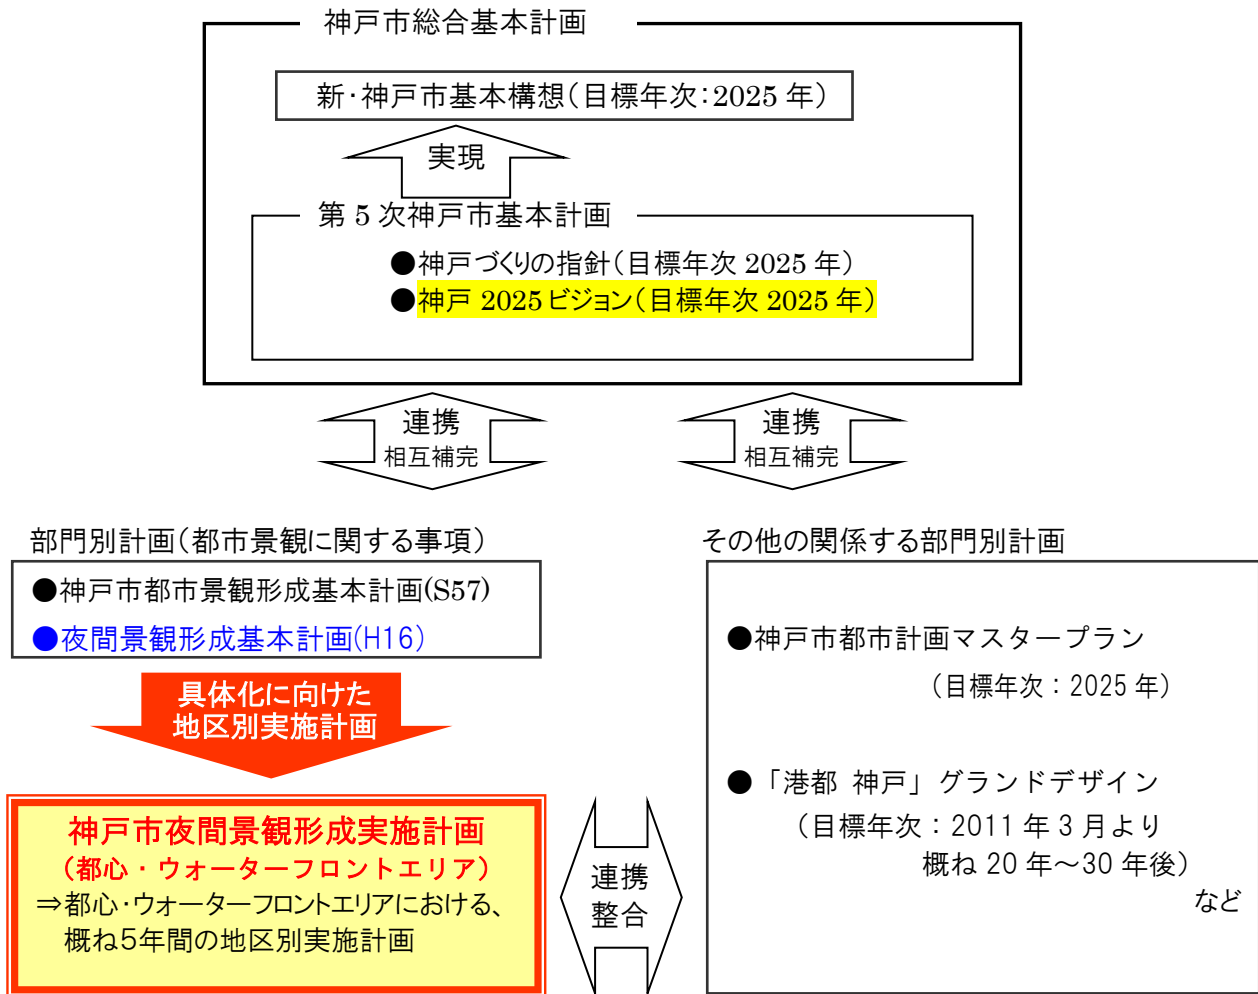 神戸市総合基本計画
新・神戸市基本構想（目標年次：2025 年）
実現
第 5 次神戸市基本計画
●神戸づくりの指針（目標年次 2025 年）
●神戸 2025 ビジョン（目標年次 2025 年）
連携
相互補完
連携
相互補完
部門別計画（都市景観に関する事項）
●神戸市都市景観形成基本計画(S57)
●夜間景観形成基本計画(H16)
具体化に向けた
地区別実施計画
神戸市夜間景観形成実施計画
（都心・ウォーターフロントエリア）
⇒都心・ウォーターフロントエリアにおける、
概ね５年間の地区別実施計画
連携
整合
その他の関係する部門別計画
●神戸市都市計画マスタープラン
（目標年次：2025 年）
●「港都 神戸」グランドデザイン
（目標年次：2011 年 3 月より
概ね 20 年～30 年後）
など